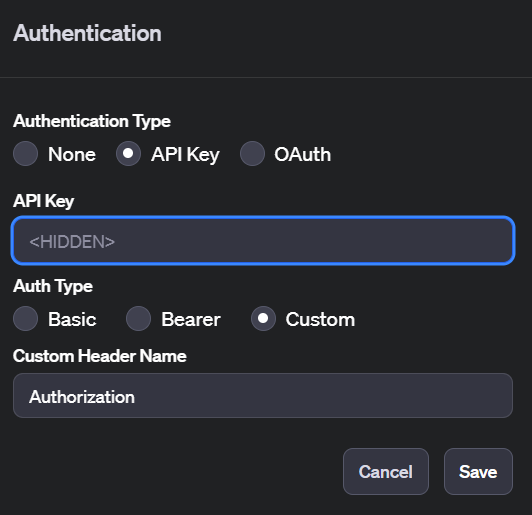 Authentication
Authentication Type
None API Key OAuth
API Key
<HIDDEN>
Auth Type
Basic Bearer Custom
Custom Header Name
Authorization
Cancel Save